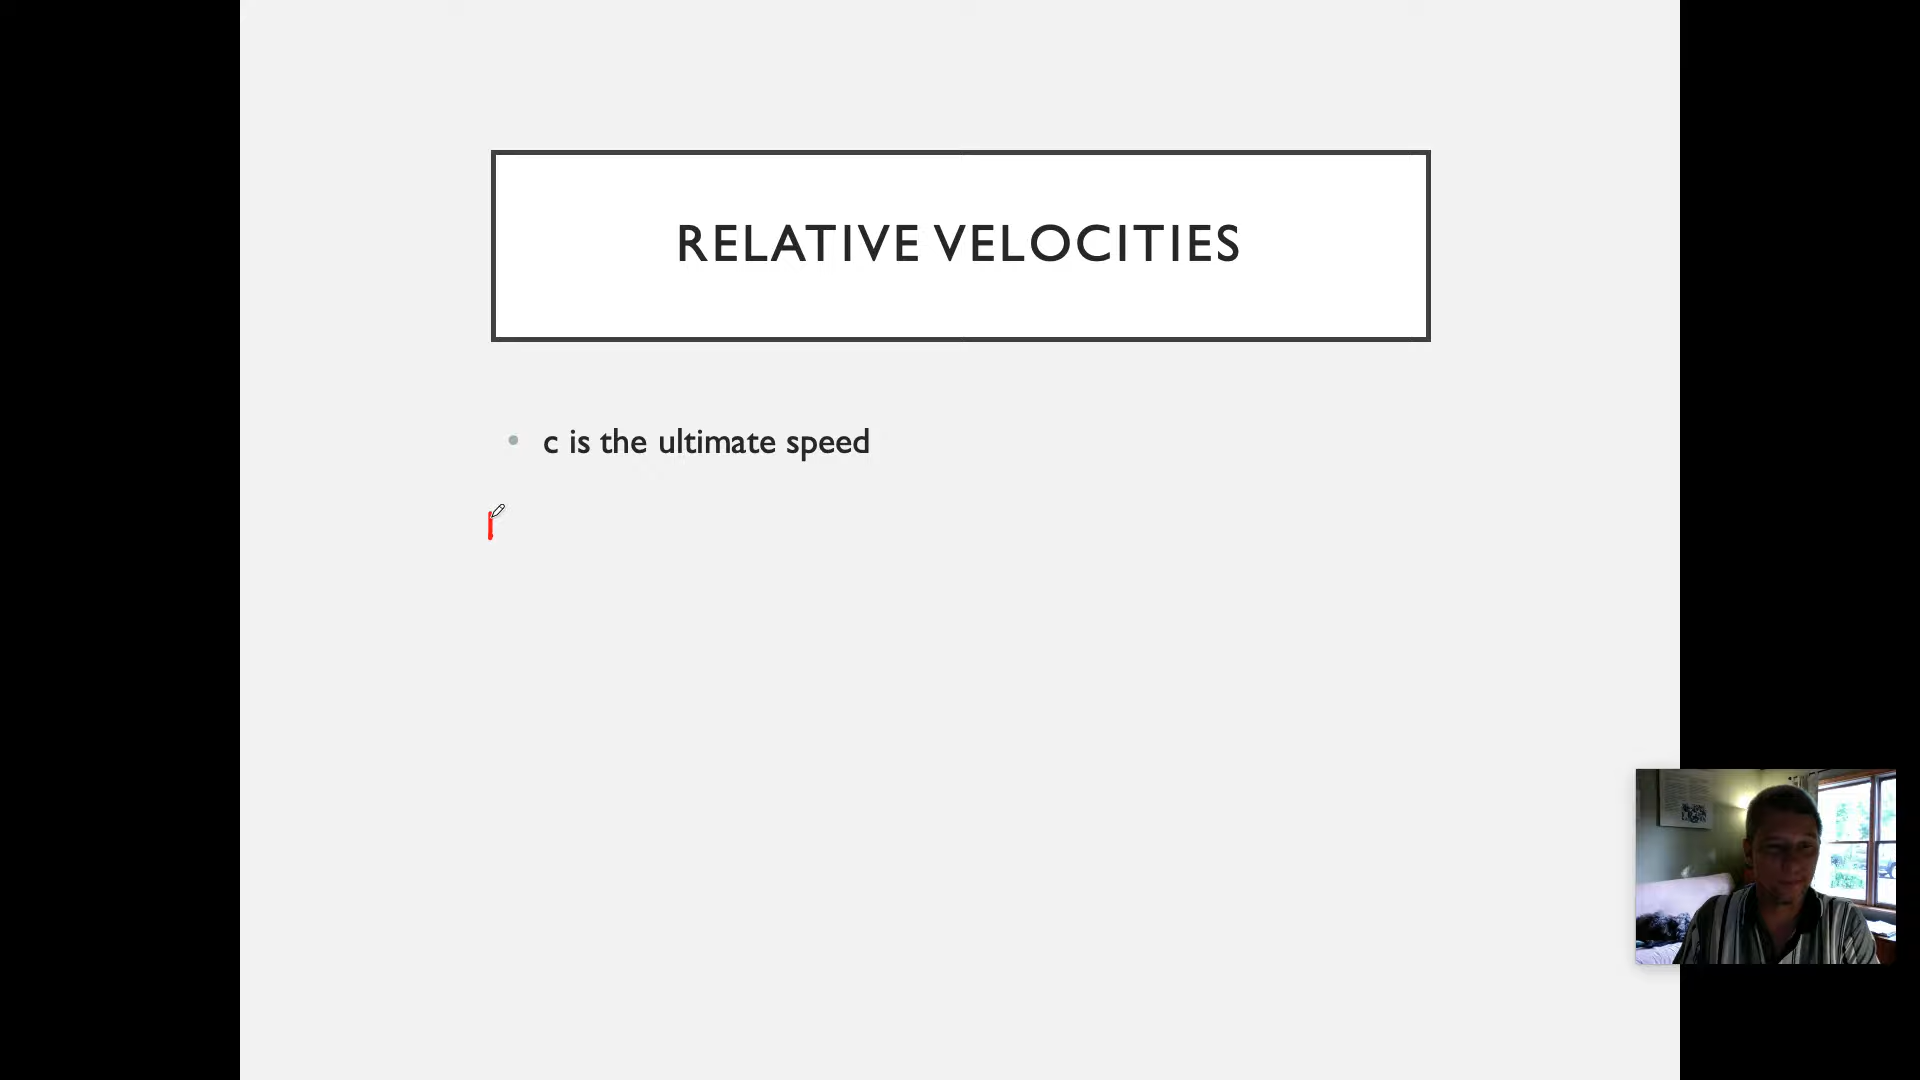 RELATIVE VELOCITIES
• c is the ultimate speed